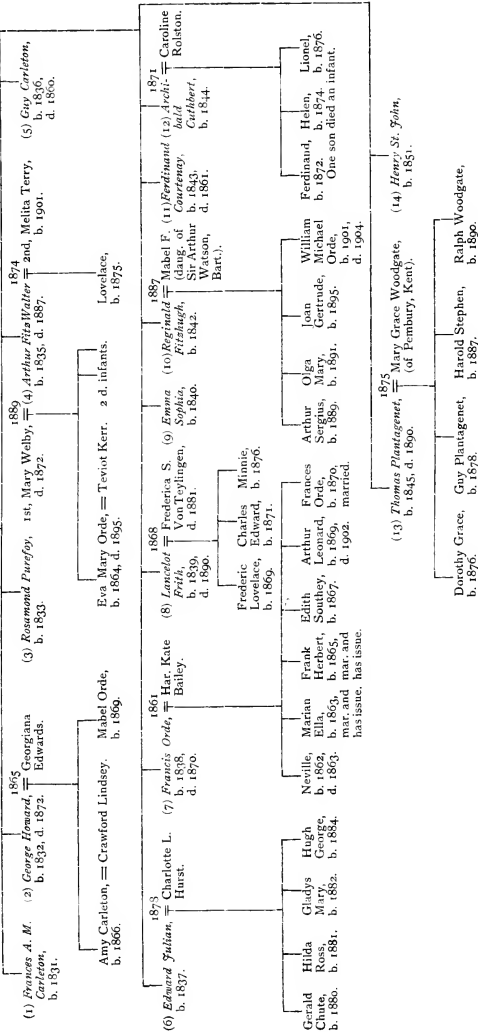 (1) Frances A. M.
Carleton,
b. 1831.
1865
(2) George Howard, = Georgiana
b. 1832, d. 1872. Edwards.
Amy Carleton, = Crawford Lindsey.
b. 1866.
Mabel Orde,
b. 1869.
(3) Rosamond Purefoy,
b. 1833.
1889 1874
1st, Mary Welby, = (4) Arthur FitzWalter = 2nd, Melita Terry,
d. 1872. b. 1835, d. 1887. b. 1901.
Eva Mary Orde, = Teviot Kerr. 2 d. infants.
b. 1864, d. 1895.
Lovelace,
b. 1875.
(5) Guy Carleton,
b. 1836,
d. 1860.
1878
(6) Edward Julian, = Charlotte L.
b. 1837. Hurst.
Gerald
Chute,
b. 1880.
Hilda
Ross,
b. 1881.
Gladys
Mary,
b. 1882.
Hugh
George,
b. 1884.
1861
(7) Francis Orde, = Har. Kate
b. 1838, Bailey.
d. 1870.
Neville,
b. 1862,
d. 1863.
Marian
Ella,
b. 1863,
mar. and
has issue.
Frank
Herbert,
b. 1865,
mar. and
has issue.
Edith
Southey,
b. 1867.
Arthur
Leonard,
b. 1869,
d. 1902.
Frances
Orde,
b. 1870,
married.
1868
(8) Lancelot = Frederica S.
Frith, Von Teylingen,
b. 1839, d. 1881.
d. 1890.
Frederic
Lovelace,
b. 1869.
Charles
Edward,
b. 1871.
Minnie,
b. 1876.
(9) Emma
Sophia,
b. 1840.
1887
(10) Reginald = Mabel F.
Fitzhugh, (daug. of
b. 1842. Sir Arthur
Watson,
Bart.).
Arthur
Sergius,
b. 1889.
Olga
Mary,
b. 1891.
Joan
Gertrude,
b. 1895.
William
Michael
Orde,
b. 1901,
d. 1904.
(11) Ferdinand
Courtenay,
b. 1843,
d. 1861.
1871
(12) Archi- = Caroline
bald Rolston.
Cuthbert,
b. 1844.
Ferdinand,
b. 1872.
Helen,
b. 1874.
Lionel,
b. 1876.
One son died an infant.
1875
(13) Thomas Plantagenet, = Mary Grace Woodgate,
b. 1845, d. 1890. (of Pembury, Kent).
Dorothy Grace,
b. 1876.
Guy Plantagenet,
b. 1878.
Harold Stephen,
b. 1887.
Ralph Woodgate,
b. 1890.
(14) Henry St. John,
b. 1851.